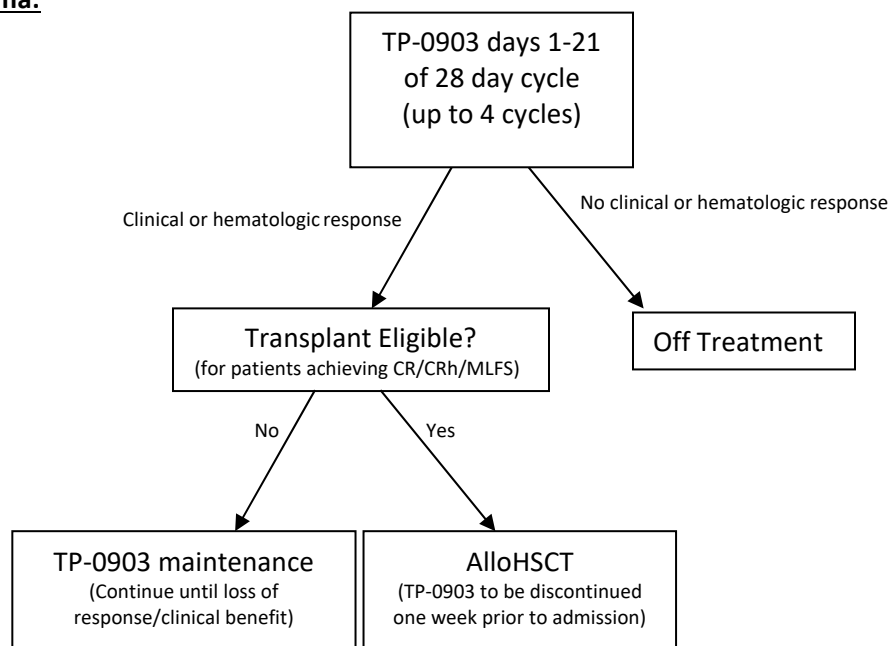 TP-0903 days 1-21
of 28 day cycle
(up to 4 cycles)
Clinical or hematologic response
No clinical or hematologic response
Transplant Eligible?
(for patients achieving CR/CRh/MLFS)
Off Treatment
No
Yes
TP-0903 maintenance
(Continue until loss of
response/clinical benefit)
AlloHSCT
(TP-0903 to be discontinued
one week prior to admission)